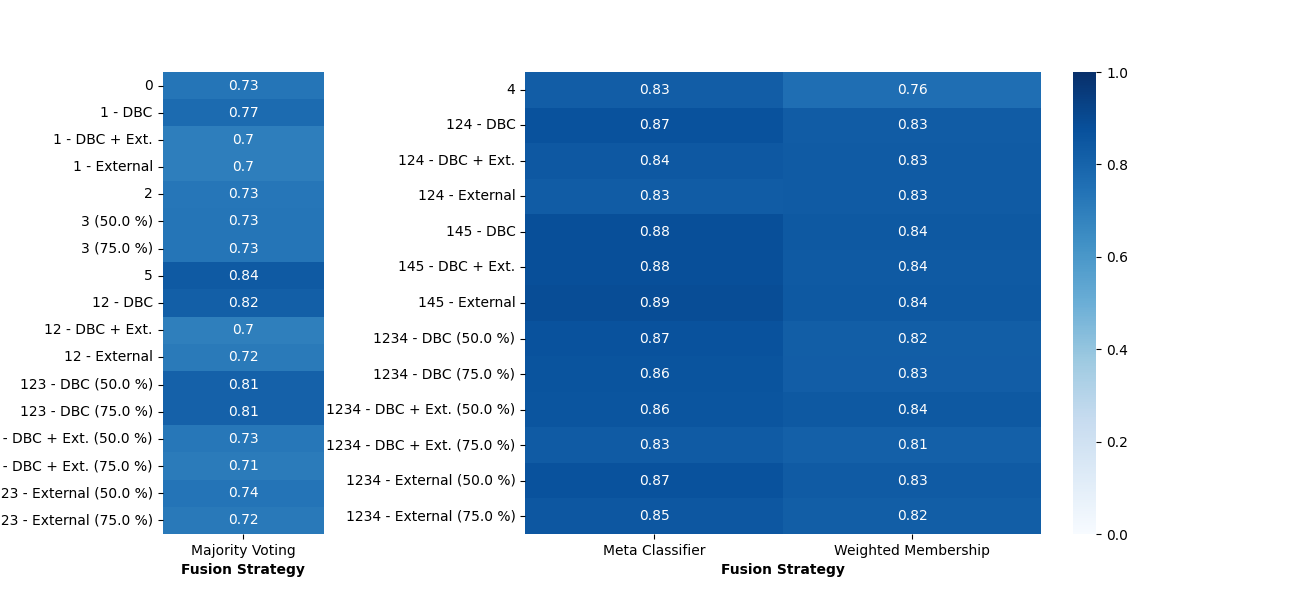 0 0.73
1 - DBC 0.77
1 - DBC + Ext. 0.7
1 - External 0.7
2 0.73
3 (50.0 %) 0.73
3 (75.0 %) 0.73
5 0.84
12 - DBC 0.82
12 - DBC + Ext. 0.7
12 - External 0.72
123 - DBC (50.0 %) 0.81
123 - DBC (75.0 %) 0.81
- DBC + Ext. (50.0 %) 0.73
- DBC + Ext. (75.0 %) 0.71
23 - External (50.0 %) 0.74
23 - External (75.0 %) 0.72
Majority Voting
Fusion Strategy
4 0.83 0.76
124 - DBC 0.87 0.83
124 - DBC + Ext. 0.84 0.83
124 - External 0.83 0.83
145 - DBC 0.88 0.84
145 - DBC + Ext. 0.88 0.84
145 - External 0.89 0.84
1234 - DBC (50.0 %) 0.87 0.82
1234 - DBC (75.0 %) 0.86 0.83
1234 - DBC + Ext. (50.0 %) 0.86 0.84
1234 - DBC + Ext. (75.0 %) 0.83 0.81
1234 - External (50.0 %) 0.87 0.83
1234 - External (75.0 %) 0.85 0.82
Meta Classifier Weighted Membership
Fusion Strategy
1.0
0.8
0.6
0.4
0.2
0.0